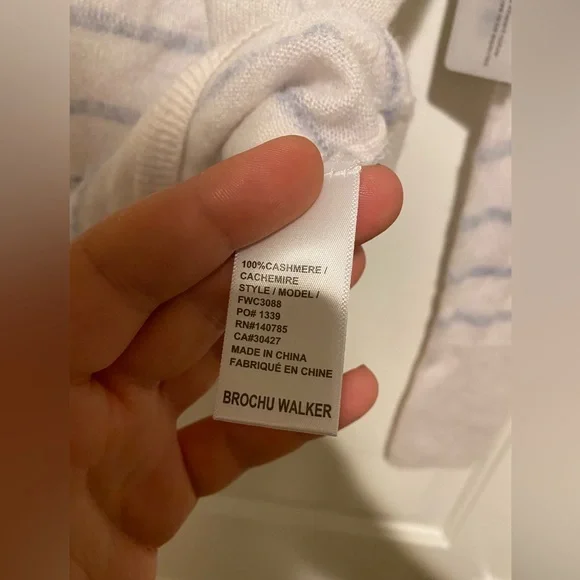 100%CASHMERE /
CACHEMIRE
STYLE / MODEL /
FWC3088
PO# 1339
RN#140785
CA#30427
MADE IN CHINA
FABRIQUÉ EN CHINE
BROCHU WALKER